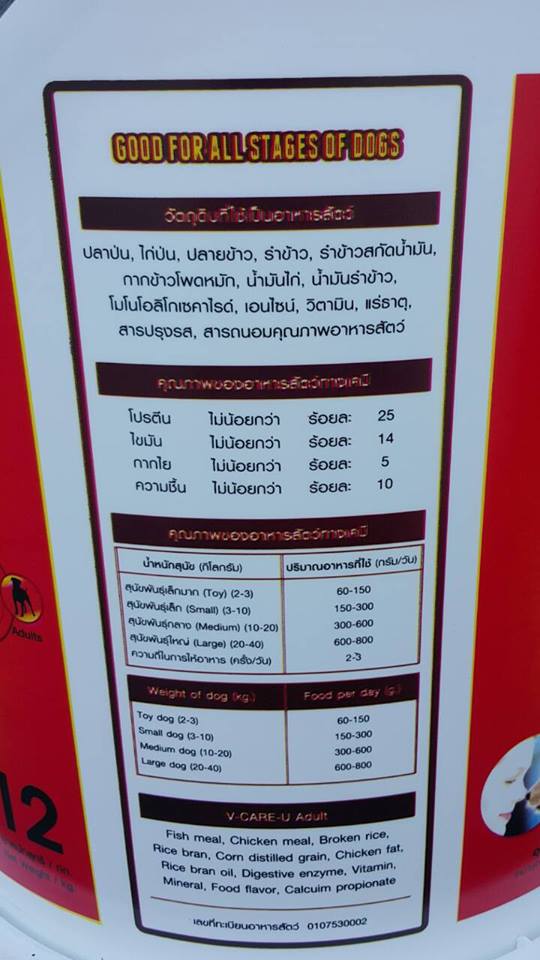 GOOD FOR ALL STAGES OF DOGS
วัตถุดิบที่ใช้เป็นอาหารสัตว์
ปลาป่น, ไก่ป่น, ปลายข้าว, รำข้าว, รำข้าวสกัดน้ำมัน,
กากข้าวโพดหมัก, น้ำมันไก่, น้ำมันรำข้าว,
โมโนโอลิโกเซคาไรด์, เอนไซน์, วิตามิน, แร่ธาตุ,
สารปรุงรส, สารถนอมคุณภาพอาหารสัตว์
คุณภาพของอาหารสัตว์ทางเคมี
โปรตีน ไม่น้อยกว่า ร้อยละ 25
ไขมัน ไม่น้อยกว่า ร้อยละ 14
กากใย ไม่น้อยกว่า ร้อยละ 5
ความชื้น ไม่น้อยกว่า ร้อยละ 10
คุณภาพของอาหารสัตว์ทางเคมี
น้ำหนักสุนัข (กิโลกรัม) ปริมาณอาหารที่ใช้ (กรัม/วัน)
สุนัขพันธุ์เล็กมาก (Toy) (2-3) 60-150
สุนัขพันธุ์เล็ก (Small) (3-10) 150-300
สุนัขพันธุ์กลาง (Medium) (10-20) 300-600
สุนัขพันธุ์ใหญ่ (Large) (20-40) 600-800
ความถี่ในการให้อาหาร (ครั้ง/วัน) 2-3
Weight of dog (kg.) Food per day (g.)
Toy dog (2-3) 60-150
Small dog (3-10) 150-300
Medium dog (10-20) 300-600
Large dog (20-40) 600-800
V-CARE-U Adult
Fish meal, Chicken meal, Broken rice,
Rice bran, Corn distilled grain, Chicken fat,
Rice bran oil, Digestive enzyme, Vitamin,
Mineral, Food flavor, Calcuim propionate
เลขที่ทะเบียนอาหารสัตว์ 0107530002
Adults
12
Net Weight / kg.